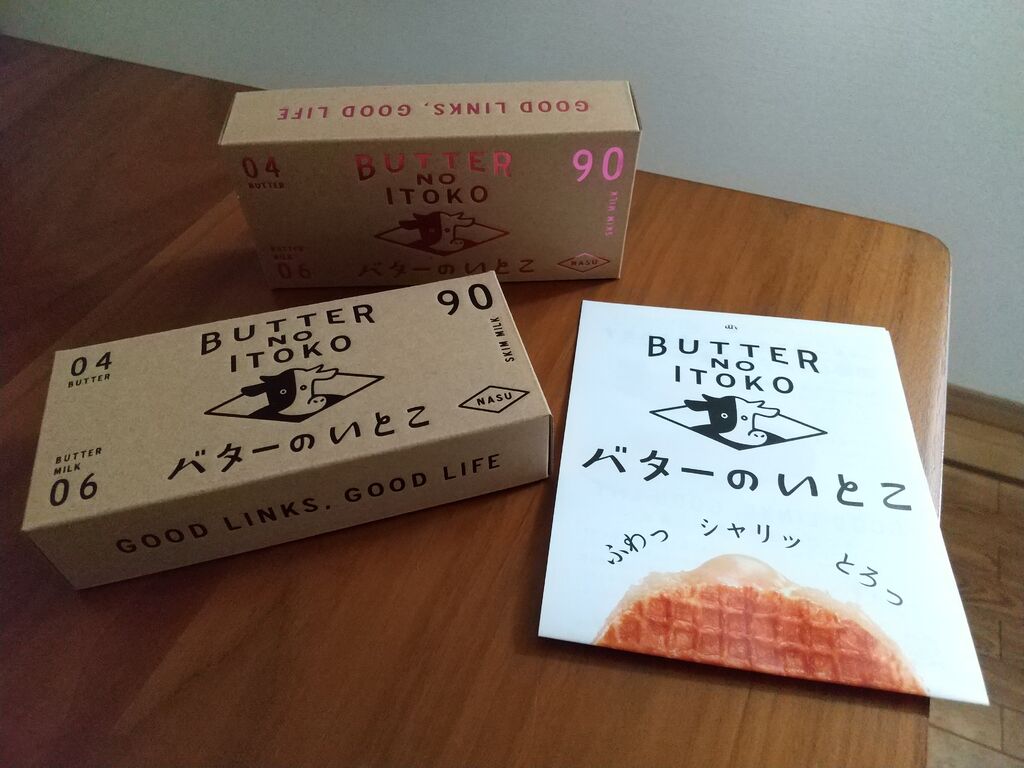 GOOD LINKS, GOOD LIFE
04
BUTTER
BUTTER
NO
ITOKO
90
SKIM MILK
BUTTER
MILK
06
バターのいとこ
NASU
04
BUTTER
BUTTER
NO
ITOKO
90
SKIM MILK
BUTTER
MILK
06
バターのいとこ
NASU
GOOD LINKS, GOOD LIFE
BUTTER
NO
ITOKO
バターのいとこ
ふわっ シャリッ とろっ